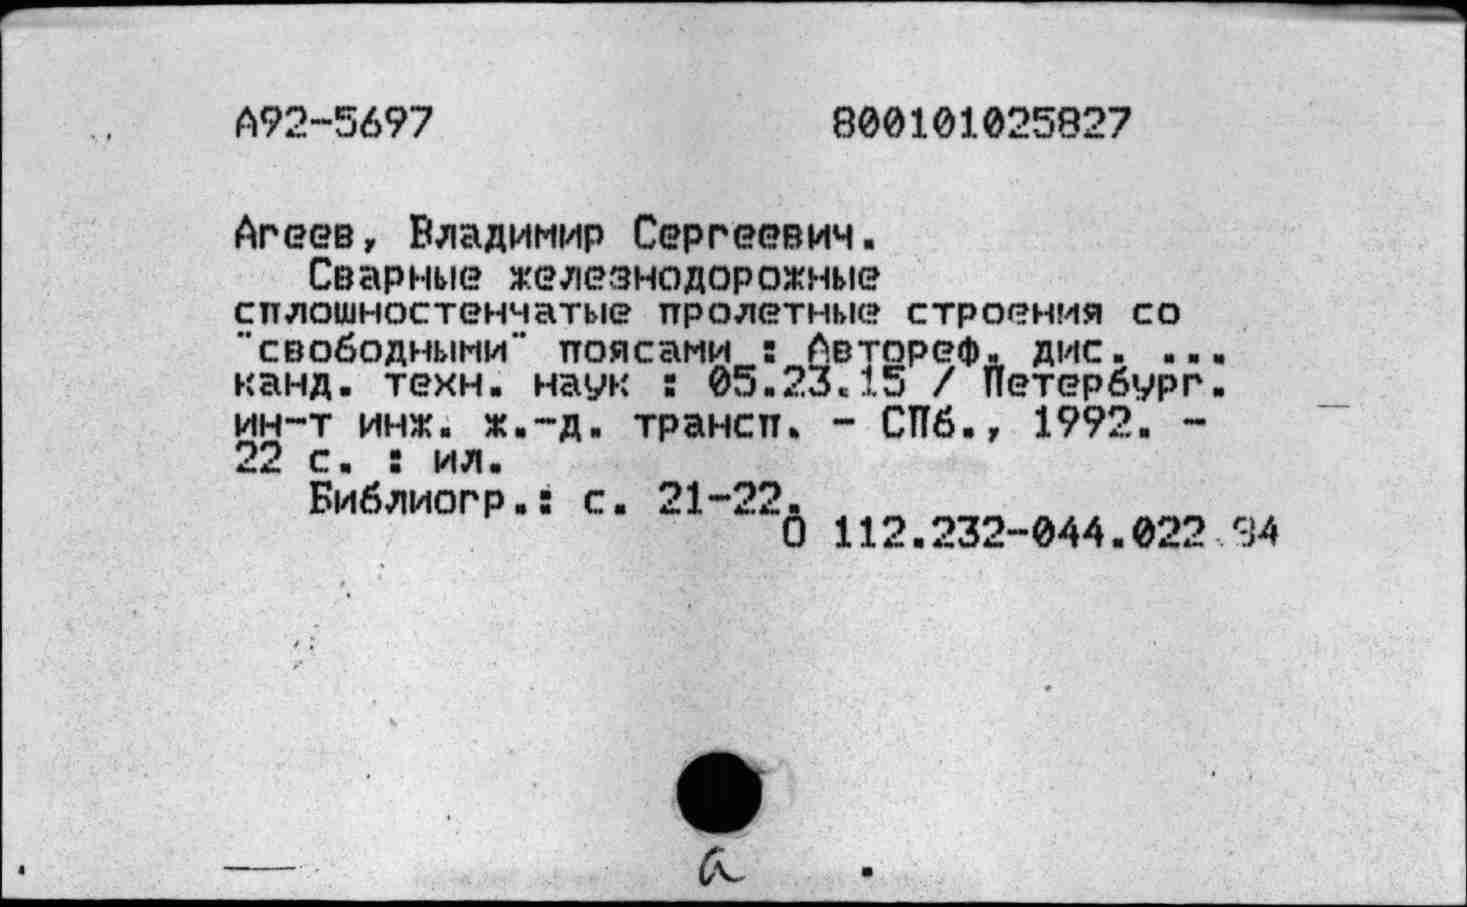 А92-5697 800101025827
Агеев, Владимир Сергеевич.
Сварные железнодорожные
сплошностенчатые пролетные строения со
"свободными" поясами : Автореф. дис. ...
канд. техн. наук : 05.23.15 / Петербург.
ин-т инж. ж.-д. трансп. - СПб., 1992. -
22 с. : ил.
Библиогр.: с. 21-22.
О 112.232-044.022.94